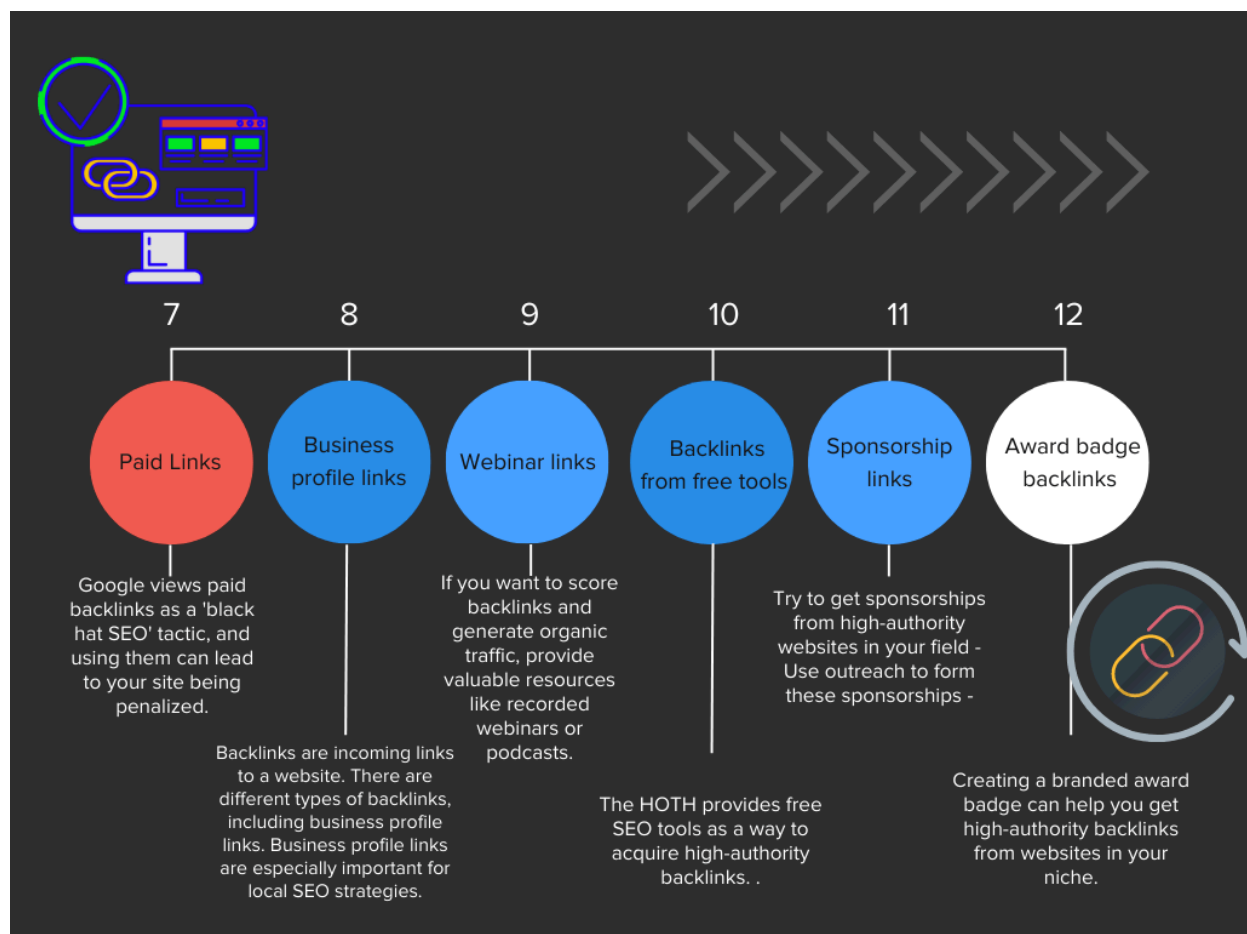 7
8
9
10
11
12
Paid Links
Business
profile links
Webinar links
Backlinks
from free tools
Sponsorship
links
Award badge
backlinks
Google views paid
backlinks as a 'black
hat SEO' tactic, and
using them can lead
to your site being
penalized.
Backlinks are incoming links
to a website. There are
different types of backlinks,
including business profile
links. Business profile links
are especially important for
local SEO strategies.
If you want to score
backlinks and
generate organic
traffic, provide
valuable resources
like recorded
webinars or
podcasts.
The HOTH provides free
SEO tools as a way to
acquire high-authority
backlinks. .
Try to get sponsorships
from high-authority
websites in your field -
Use outreach to form
these sponsorships -
Creating a branded award
badge can help you get
high-authority backlinks
from websites in your
niche.